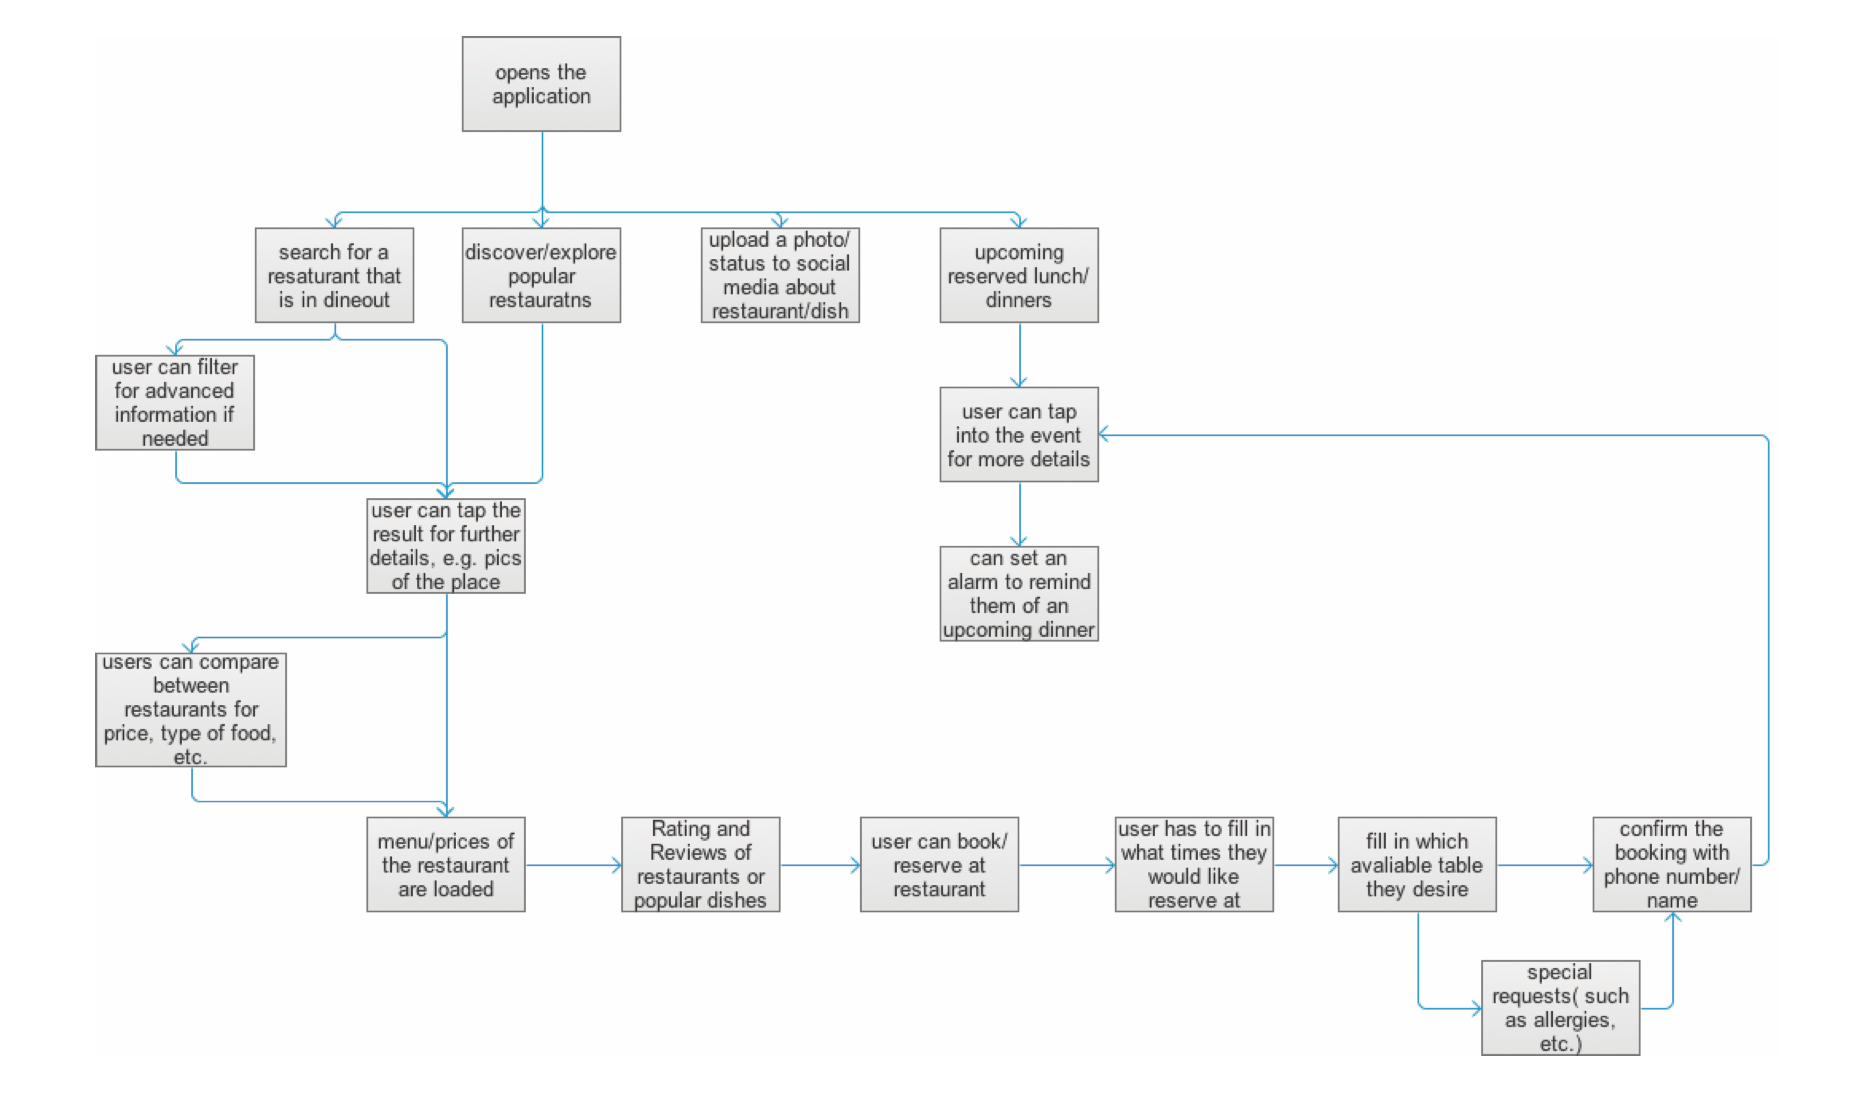 opens the
application
search for a
resaturant that
is in dineout
discover/explore
popular
restauratns
upload a photo/
status to social
media about
restaurant/dish
upcoming
reserved lunch/
dinners
user can filter
for advanced
information if
needed
user can tap
into the event
for more details
user can tap the
result for further
details, e.g. pics
of the place
can set an
alarm to remind
them of an
upcoming dinner
users can compare
between
restaurants for
price, type of food,
etc.
menu/prices of
the restaurant
are loaded
Rating and
Reviews of
restaurants or
popular dishes
user can book/
reserve at
restaurant
user has to fill in
what times they
would like
reserve at
fill in which
avaliable table
they desire
confirm the
booking with
phone number/
name
special
requests( such
as allergies,
etc.)